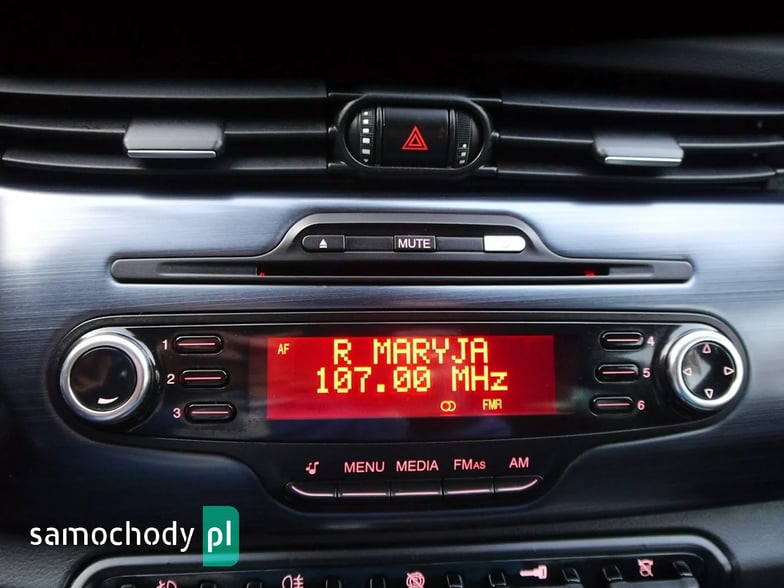 MUTE
1
2
3
AF
R MARYJA
107.00 MHz
FMR
4
5
6
MENU MEDIA FMAS AM
samochody pl